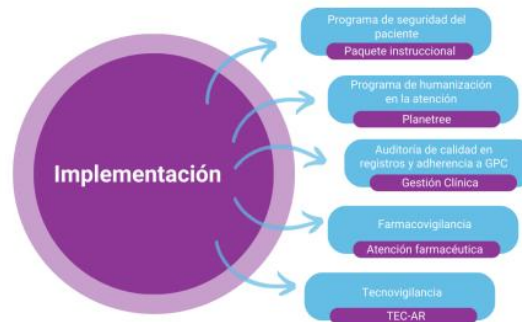 Programa de seguridad del
paciente
Paquete instruccional
Programa de humanización
en la atención
Planetree
Implementación
Auditoría de calidad en
registros y adherencia a GPC
Gestión Clínica
Farmacovigilancia
Atención farmacéutica
Tecnovigilancia
TEC-AR